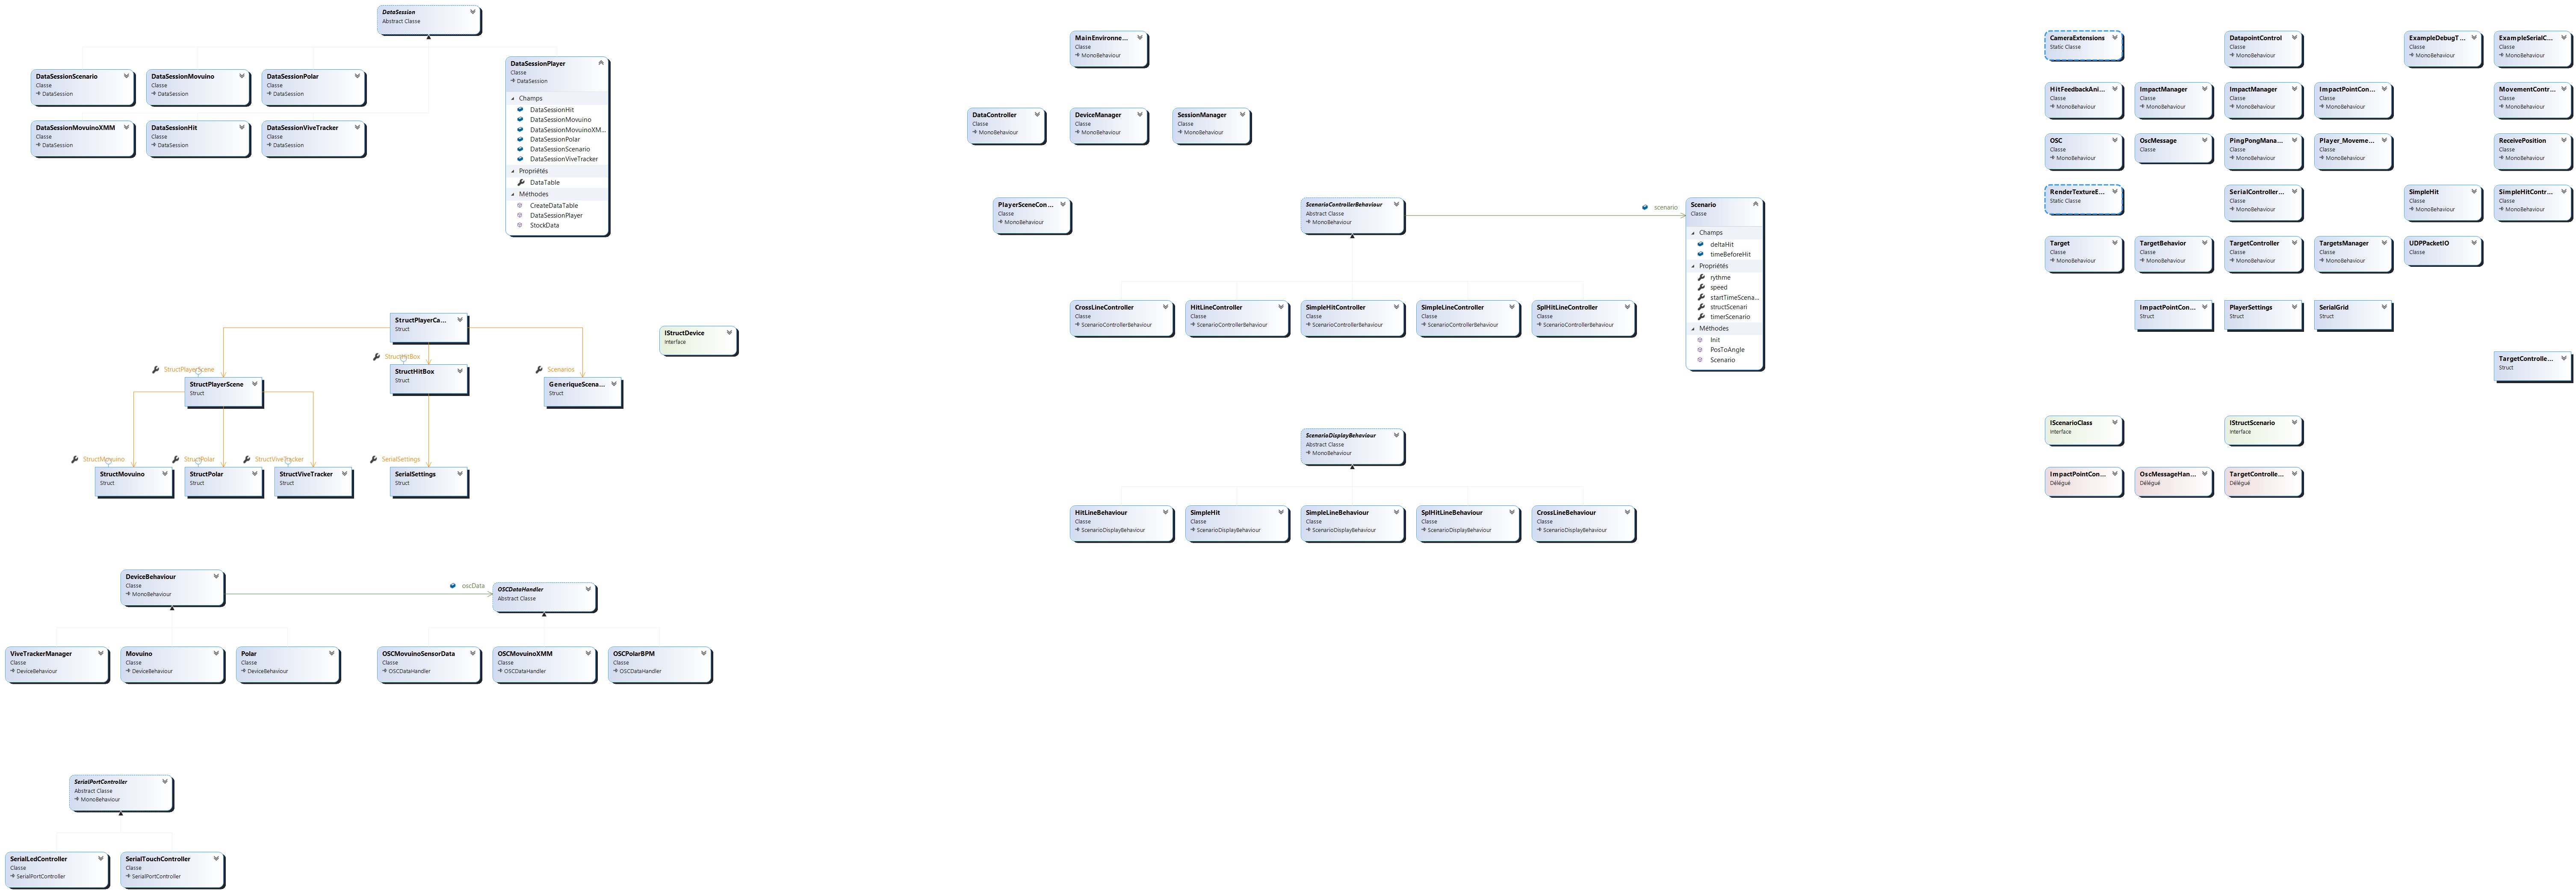 DataSession
Abstract Classe
DataSessionScenario
Classe
➔ DataSession
DataSessionMovuino
Classe
➔ DataSession
DataSessionPolar
Classe
➔ DataSession
DataSessionMovuinoXMM
Classe
➔ DataSession
DataSessionHit
Classe
➔ DataSession
DataSessionViveTracker
Classe
➔ DataSession
DataSessionPlayer
Classe
➔ DataSession
Champs
DataSessionHit
DataSessionMovuino
DataSessionMovuinoXM...
DataSessionPolar
DataSessionScenario
DataSessionViveTracker
Propriétés
DataTable
Méthodes
CreateDataTable
DataSessionPlayer
StockData
StructPlayerCa...
Struct
StructPlayerScene
StructPlayerScene
Struct
StructHitBox
StructHitBox
Struct
Scenarios
GeneriqueScena...
Struct
IStructDevice
Interface
StructMovuino
StructMovuino
Struct
StructPolar
StructPolar
Struct
StructViveTracker
StructViveTracker
Struct
SerialSettings
SerialSettings
Struct
DeviceBehaviour
Classe
➔ MonoBehaviour
oscData
OSCDataHandler
Abstract Classe
ViveTrackerManager
Classe
➔ DeviceBehaviour
Movuino
Classe
➔ DeviceBehaviour
Polar
Classe
➔ DeviceBehaviour
OSCMovuinoSensorData
Classe
➔ OSCDataHandler
OSCMovuinoXMM
Classe
➔ OSCDataHandler
OSCPolarBPM
Classe
➔ OSCDataHandler
SerialPortController
Abstract Classe
➔ MonoBehaviour
SerialLedController
Classe
➔ SerialPortController
SerialTouchController
Classe
➔ SerialPortController
MainEnvironne...
Classe
➔ MonoBehaviour
DataController
Classe
➔ MonoBehaviour
DeviceManager
Classe
➔ MonoBehaviour
SessionManager
Classe
➔ MonoBehaviour
PlayerSceneCon...
Classe
➔ MonoBehaviour
ScenarioControllerBehaviour
Abstract Classe
➔ MonoBehaviour
scenario
Scenario
Classe
Champs
deltaHit
timeBeforeHit
Propriétés
rythme
speed
startTimeScena...
structScenari
timerScenario
Méthodes
Init
PosToAngle
Scenario
CrossLineController
Classe
➔ ScenarioControllerBehaviour
HitLineController
Classe
➔ ScenarioControllerBehaviour
SimpleHitController
Classe
➔ ScenarioControllerBehaviour
SimpleLineController
Classe
➔ ScenarioControllerBehaviour
SplHitLineController
Classe
➔ ScenarioControllerBehaviour
ScenarioDisplayBehaviour
Abstract Classe
➔ MonoBehaviour
HitLineBehaviour
Classe
➔ ScenarioDisplayBehaviour
SimpleHit
Classe
➔ ScenarioDisplayBehaviour
SimpleLineBehaviour
Classe
➔ ScenarioDisplayBehaviour
SplHitLineBehaviour
Classe
➔ ScenarioDisplayBehaviour
CrossLineBehaviour
Classe
➔ ScenarioDisplayBehaviour
CameraExtensions
Static Classe
DatapointControl
Classe
➔ MonoBehaviour
ExampleDebugT...
Classe
➔ MonoBehaviour
ExampleSerialC...
Classe
➔ MonoBehaviour
HitFeedbackAni...
Classe
➔ MonoBehaviour
ImpactManager
Classe
➔ MonoBehaviour
ImpactManager
Classe
➔ MonoBehaviour
ImpactPointCon...
Classe
➔ MonoBehaviour
MovementContr...
Classe
➔ MonoBehaviour
OSC
Classe
➔ MonoBehaviour
OscMessage
Classe
PingPongMana...
Classe
➔ MonoBehaviour
Player_Moveme...
Classe
➔ MonoBehaviour
ReceivePosition
Classe
➔ MonoBehaviour
RenderTextureE...
Static Classe
SerialController...
Classe
➔ MonoBehaviour
SimpleHit
Classe
➔ MonoBehaviour
SimpleHitContr...
Classe
➔ MonoBehaviour
Target
Classe
➔ MonoBehaviour
TargetBehavior
Classe
➔ MonoBehaviour
TargetController
Classe
➔ MonoBehaviour
TargetsManager
Classe
➔ MonoBehaviour
UDPPacketIO
Classe
ImpactPointCon...
Struct
PlayerSettings
Struct
SerialGrid
Struct
TargetControlle...
Struct
IScenarioClass
Interface
IStructScenario
Interface
ImpactPointCon...
Délégué
OscMessageHan...
Délégué
TargetControlle...
Délégué